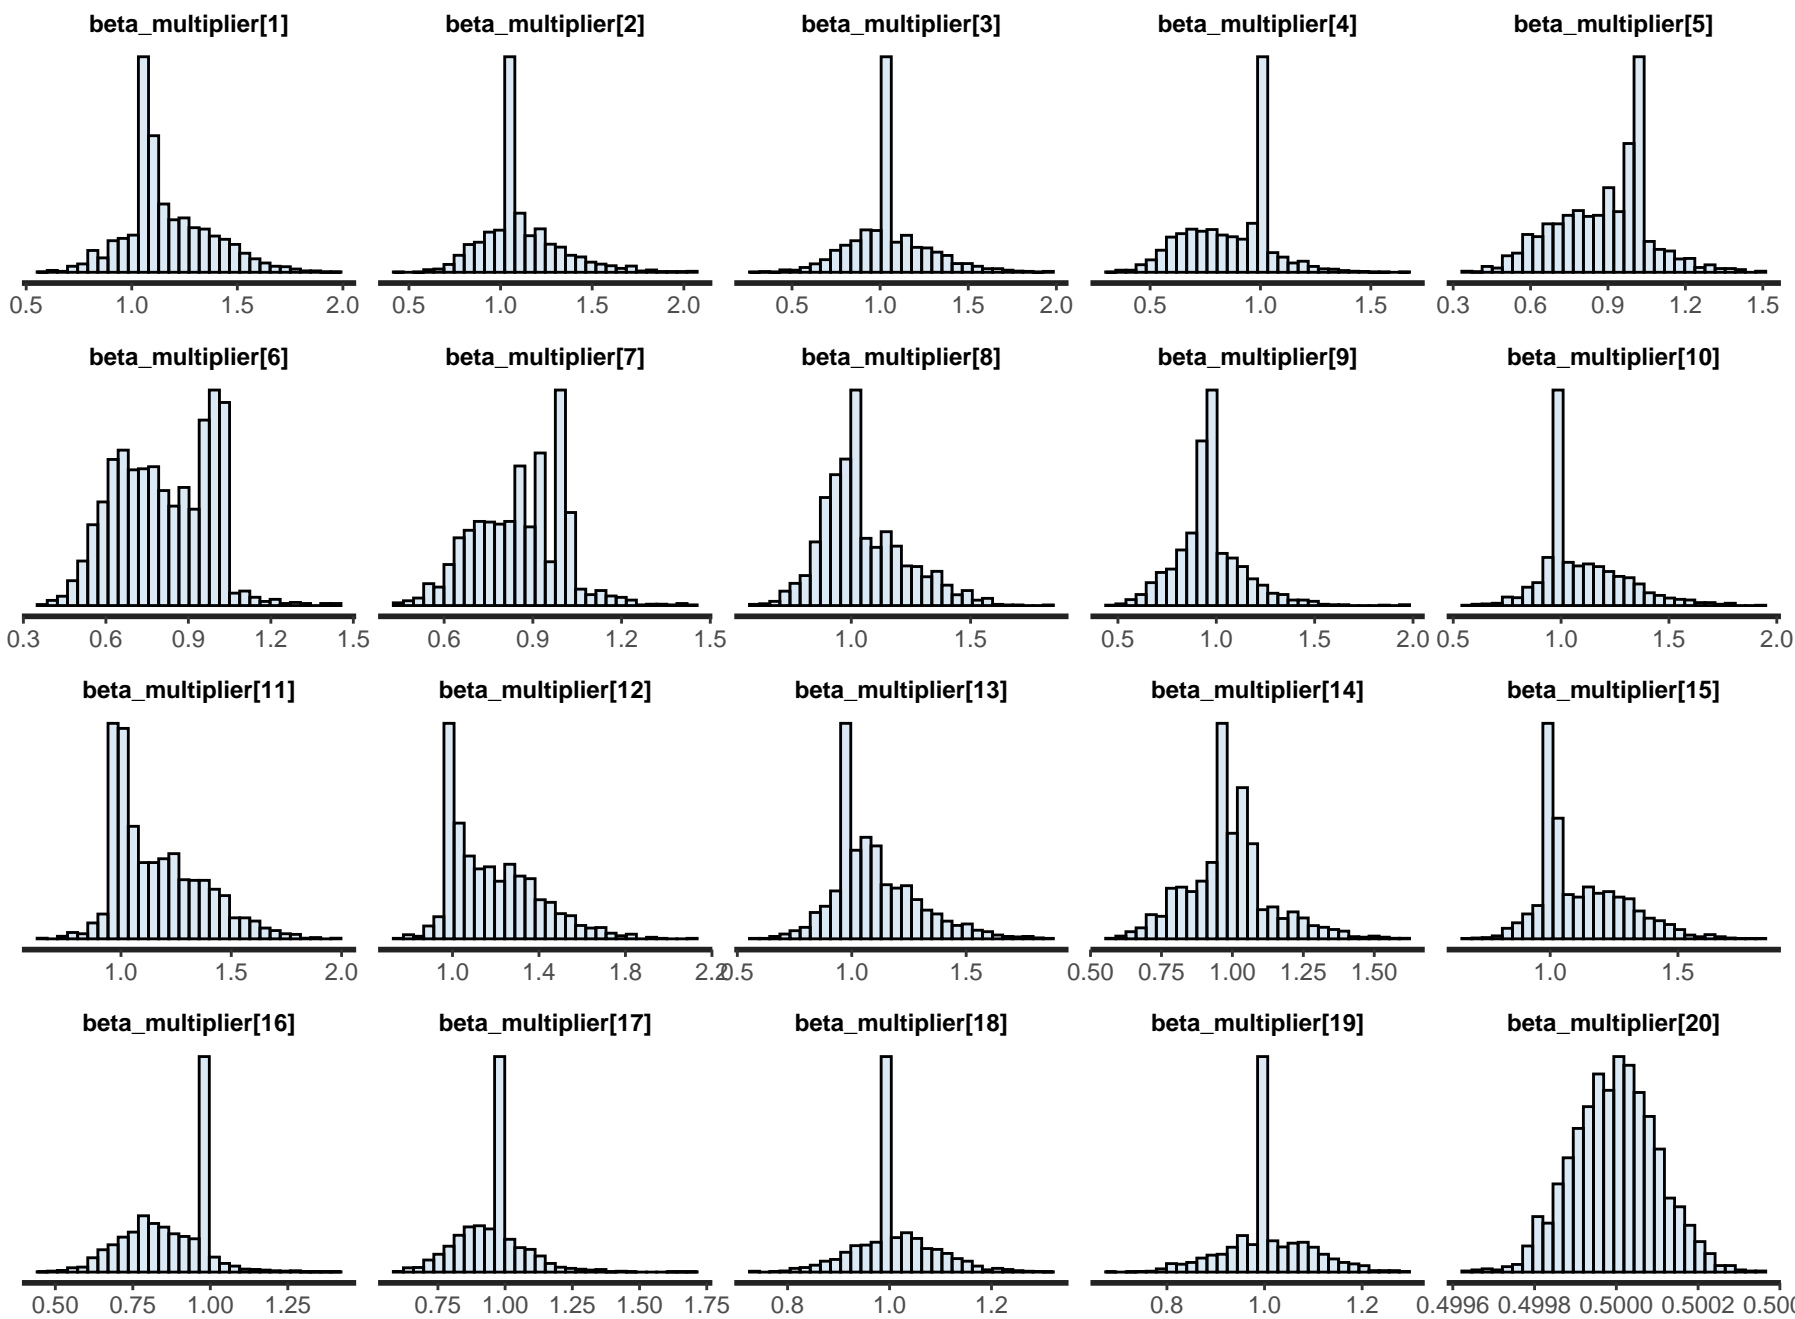 beta_multiplier[1] beta_multiplier[2] beta_multiplier[3] beta_multiplier[4] beta_multiplier[5]
0.5 1.0 1.5 2.0 0.5 1.0 1.5 2.0 0.5 1.0 1.5 2.0 0.5 1.0 1.5 0.3 0.6 0.9 1.2 1.5
beta_multiplier[6] beta_multiplier[7] beta_multiplier[8] beta_multiplier[9] beta_multiplier[10]
0.3 0.6 0.9 1.2 1.5 0.6 0.9 1.2 1.5 1.0 1.5 0.5 1.0 1.5 2.0 0.5 1.0 1.5 2.0
beta_multiplier[11] beta_multiplier[12] beta_multiplier[13] beta_multiplier[14] beta_multiplier[15]
1.0 1.5 2.0 1.0 1.4 1.8 2.2 0.5 1.0 1.5 0.50 0.75 1.00 1.25 1.50 1.0 1.5
beta_multiplier[16] beta_multiplier[17] beta_multiplier[18] beta_multiplier[19] beta_multiplier[20]
0.50 0.75 1.00 1.25 0.75 1.00 1.25 1.50 1.75 0.8 1.0 1.2 0.8 1.0 1.2 0.4996 0.4998 0.5000 0.5002